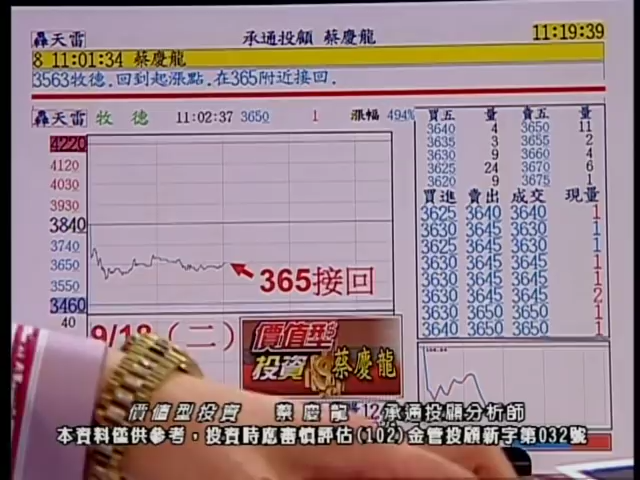 轟天雷 承通投顧 蔡慶龍 11:19:39
8 11:01:34 蔡慶龍
3563牧德.回到起漲點.在365附近接回.
轟天雷 牧 德 11:02:37 3650 1 漲幅 494%
買五 量 賣五 量
3640 4 3650 11
3635 3 3655 2
3630 9 3660 4
3625 24 3670 6
3620 9 3675 1
買進 賣出 成交 現量
3625 3640 3640 1
3630 3645 3630 1
3625 3645 3630 1
3630 3645 3645 1
3630 3645 3645 1
3630 3645 3645 2
3630 3650 3650 1
3640 3650 3650 1
4220
4120
4030
3930
3840
3740
3650
3550
3460
40
365接回
9/18（二）
價值型$
投資 蔡慶龍
12
價值型投資 蔡慶龍 承通投顧分析師
本資料僅供參考，投資時應審慎評估(102)金管投顧新字第032號